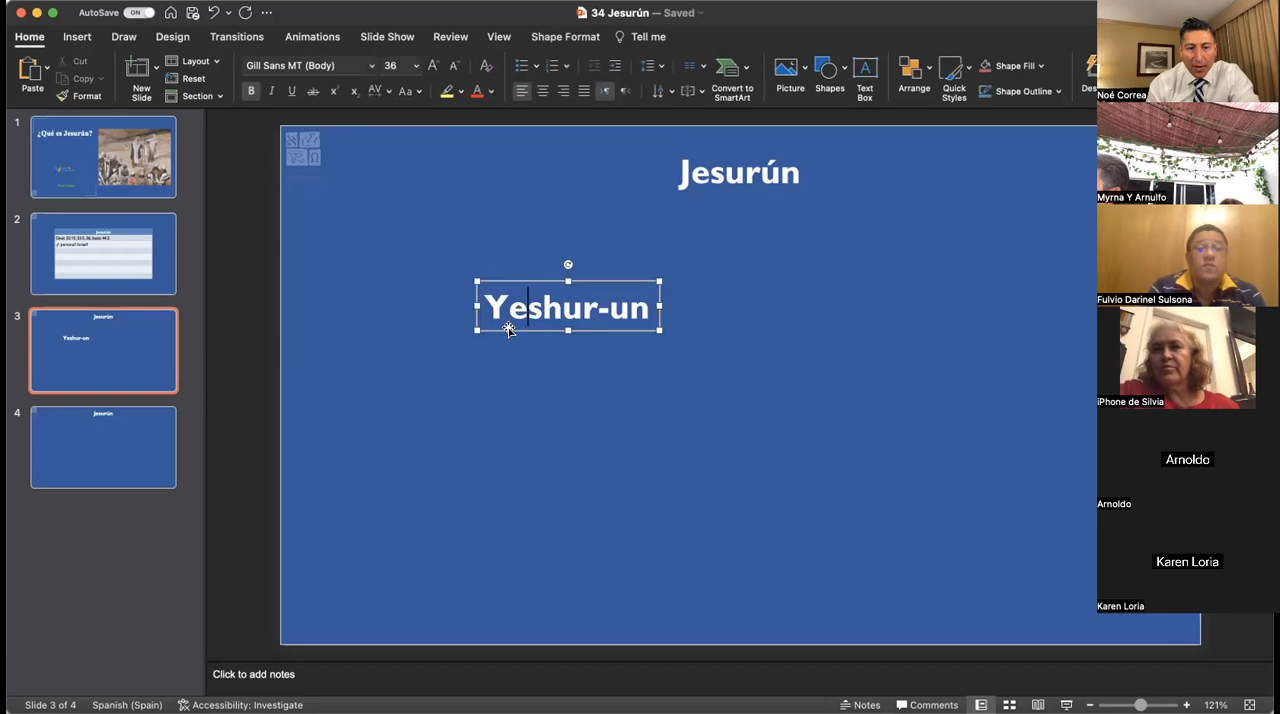 AutoSave ON
34 Jesurún — Saved
Home Insert Draw Design Transitions Animations Slide Show Review View Shape Format Tell me
Paste
Cut
Copy
Format
New
Slide
Layout
Reset
Section
Gill Sans MT (Body) 36
Convert to
SmartArt
Picture
Shapes
Text
Box
Arrange
Quick
Styles
Shape Fill
Shape Outline
1
¿Qué es Jesurún?
2
Jesurún
3
Jesurún
Yeshur-un
4
Jesurún
Jesurún
Yeshur-un
Click to add notes
Slide 3 of 4 Spanish (Spain) Accessibility: Investigate Notes Comments 121%
Noé Correa
Myrna Y Arnulfo
Fulvio Darinel Sulsona
iPhone de Silvia
Arnoldo
Arnoldo
Karen Loria
Karen Loria